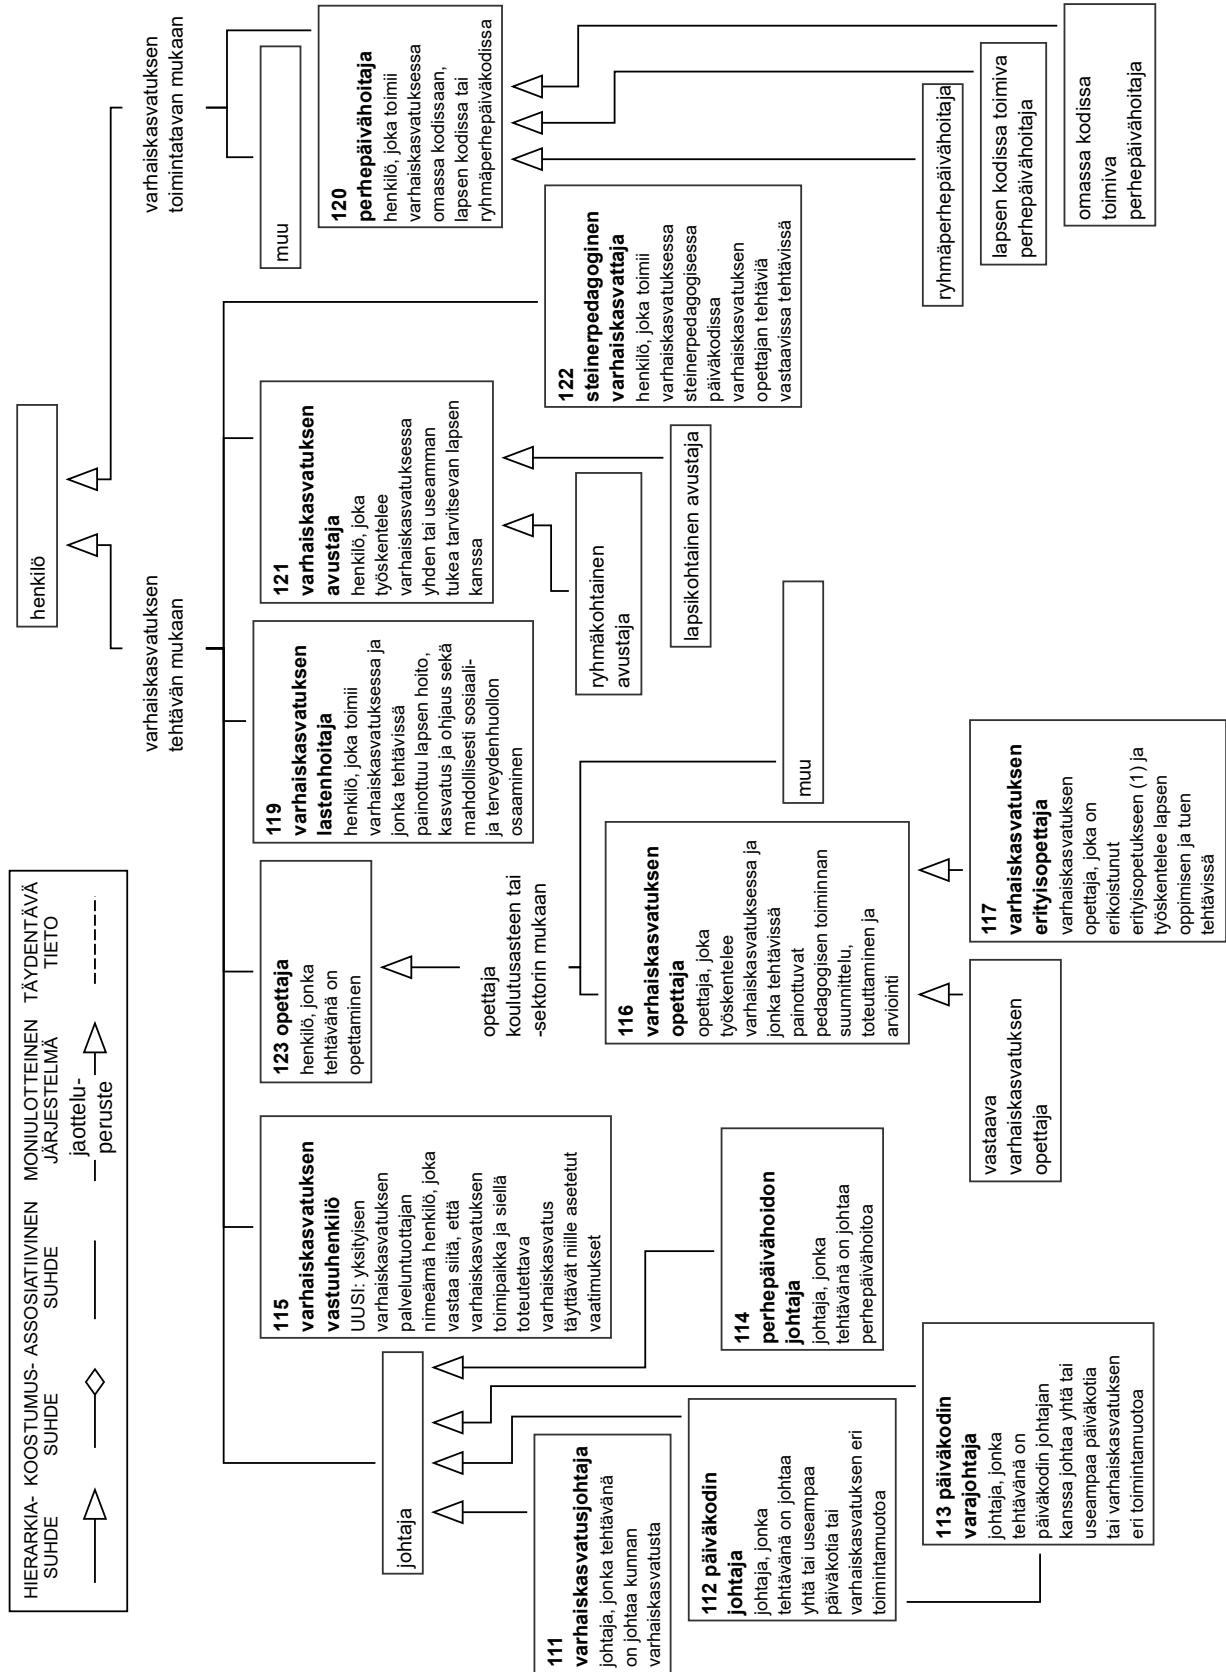 HIERARKIA-
SUHDE
KOOSTUMUS-
SUHDE
ASSOSIATIIVINEN
SUHDE
MONIULOTTEINEN
JÄRJESTELMÄ
TÄYDENTÄVÄ
TIETO
jaottelu-
peruste
henkilö
varhaiskasvatuksen
tehtävän mukaan
varhaiskasvatuksen
toimintatavan mukaan
johtaja
111
varhaiskasvatusjohtaja
johtaja, jonka tehtävänä
on johtaa kunnan
varhaiskasvatusta
112 päiväkodin
johtaja
johtaja, jonka
tehtävänä on johtaa
yhtä tai useampaa
päiväkotia tai
varhaiskasvatuksen eri
toimintamuotoa
113 päiväkodin
varajohtaja
johtaja, jonka
tehtävänä on
päiväkodin johtajan
kanssa johtaa yhtä tai
useampaa päiväkotia
tai varhaiskasvatuksen
eri toimintamuotoa
114
perhepäivähoidon
johtaja
johtaja, jonka
tehtävänä on johtaa
perhepäivähoitoa
115
varhaiskasvatuksen
vastuuhenkilö
UUSI: yksityisen
varhaiskasvatuksen
palveluntuottajan
nimeämä henkilö, joka
vastaa siitä, että
varhaiskasvatuksen
toimipaikka ja siellä
toteutettava
varhaiskasvatus
täyttävät niille asetetut
vaatimukset
123 opettaja
henkilö, jonka
tehtävänä on
opettaminen
opettaja
koulutusasteen tai
-sektorin mukaan
116
varhaiskasvatuksen
opettaja
opettaja, joka
työskentelee
varhaiskasvatuksessa ja
jonka tehtävissä
painottuvat
pedagogisen toiminnan
suunnittelu,
toteuttaminen ja
arviointi
muu
vastaava
varhaiskasvatuksen
opettaja
117
varhaiskasvatuksen
erityisopettaja
varhaiskasvatuksen
opettaja, joka on
erikoistunut
erityisopetukseen (1) ja
työskentelee lapsen
oppimisen ja tuen
tehtävissä
119
varhaiskasvatuksen
lastenhoitaja
henkilö, joka toimii
varhaiskasvatuksessa ja
jonka tehtävissä
painottuu lapsen hoito,
kasvatus ja ohjaus sekä
mahdollisesti sosiaali-
ja terveydenhuollon
osaaminen
121
varhaiskasvatuksen
avustaja
henkilö, joka
työskentelee
varhaiskasvatuksessa
yhden tai useamman
tukea tarvitsevan lapsen
kanssa
ryhmäkohtainen
avustaja
lapsikohtainen avustaja
122
steinerpedagoginen
varhaiskasvattaja
henkilö, joka toimii
varhaiskasvatuksessa
steinerpedagogisessa
päiväkodissa
varhaiskasvatuksen
opettajan tehtäviä
vastaavissa tehtävissä
muu
120
perhepäivähoitaja
henkilö, joka toimii
varhaiskasvatuksessa
omassa kodissaan,
lapsen kodissa tai
ryhmäperhepäiväkodissa
ryhmäperhepäivähoitaja
lapsen kodissa toimiva
perhepäivähoitaja
omassa kodissa
toimiva
perhepäivähoitaja